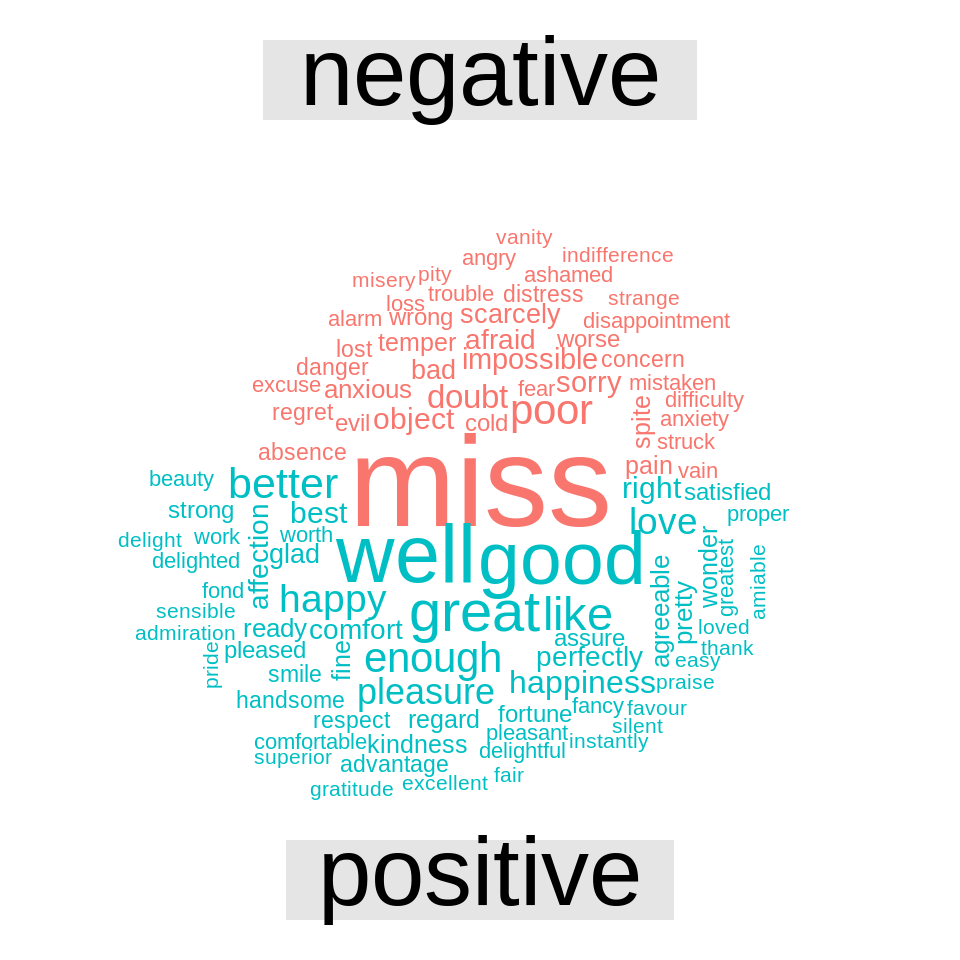 negative
vanity
angry indifference
misery pity ashamed
loss trouble distress strange
alarm wrong scarcely disappointment
lost temper afraid worse
danger bad impossible concern
excuse anxious doubt fear sorry mistaken
regret evil object cold poor spite difficulty
anxiety
struck
absence miss pain vain
beauty better right satisfied
strong best love proper
delight work worth well good wonder
delighted affection glad greatest amiable
fond happy great like agreeable pretty
sensible
admiration ready comfort assure loved
pride pleased fine enough perfectly easy thank
smile pleasure happiness praise
handsome fortune fancy favour
respect regard pleasant silent
comfortable kindness delightful instantly
superior advantage
gratitude excellent fair
positive